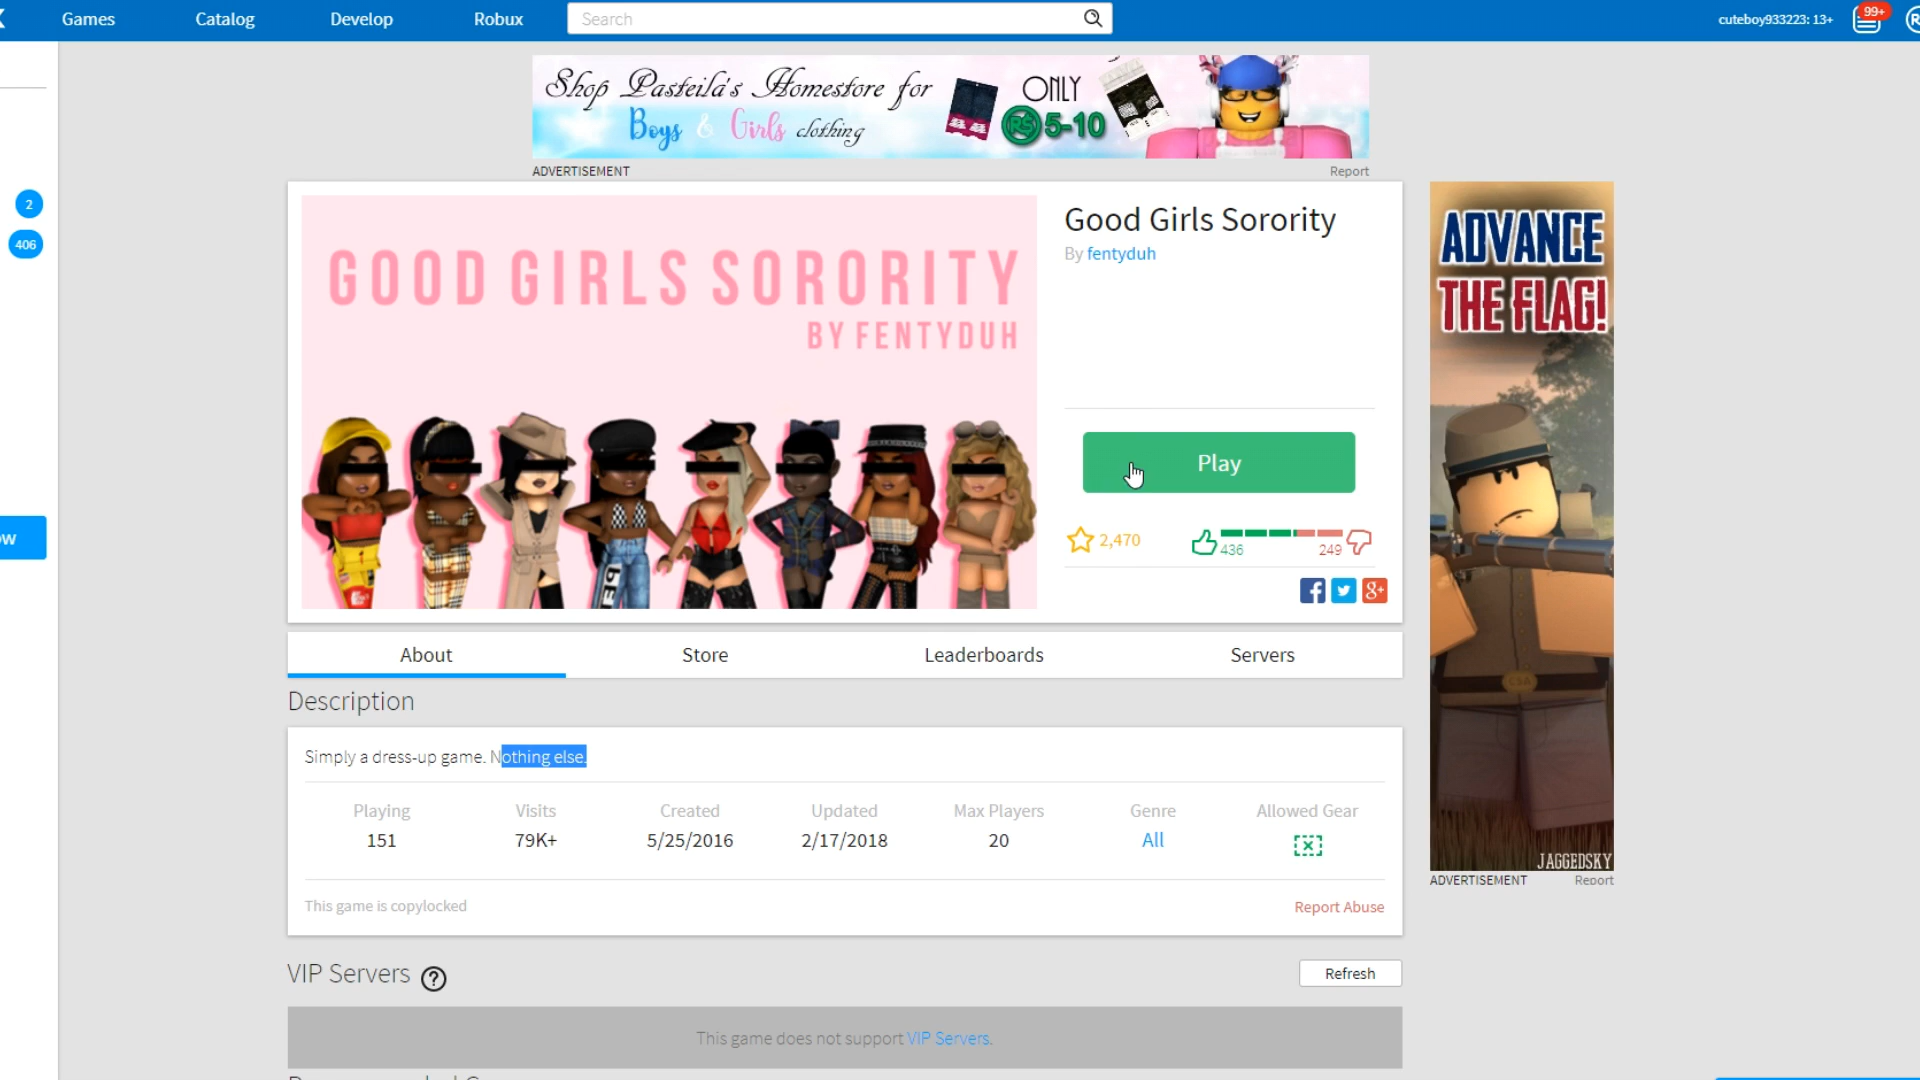 Games Catalog Develop Robux Search cuteboy933223: 13+ 99+
Shop Pasteila's Homestore for
Boys & Girls clothing
ONLY
R$ 5-10
ADVERTISEMENT Report
2
406
GOOD GIRLS SORORITY
BY FENTYDUH
Good Girls Sorority
By fentyduh
Play
2,470 436 249
ADVANCE
THE FLAG!
CSA
JAGGEDSKY
ADVERTISEMENT Report
About Store Leaderboards Servers
Description
Simply a dress-up game. Nothing else.
Playing Visits Created Updated Max Players Genre Allowed Gear
151 79K+ 5/25/2016 2/17/2018 20 All
This game is copylocked Report Abuse
VIP Servers ? Refresh
This game does not support VIP Servers.